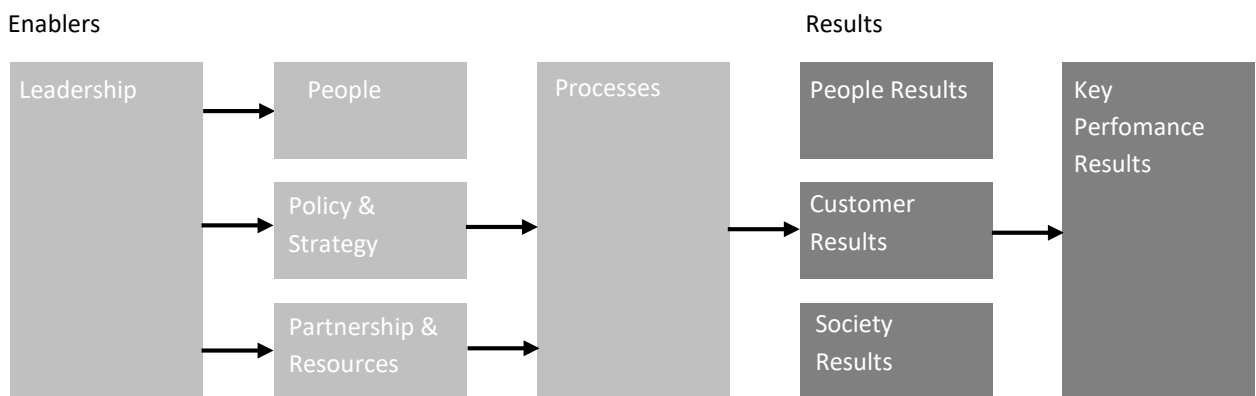 Enablers
Results
Leadership
People
Processes
People Results
Key
Perfomance
Results
Policy &
Strategy
Customer
Results
Partnership &
Resources
Society
Results